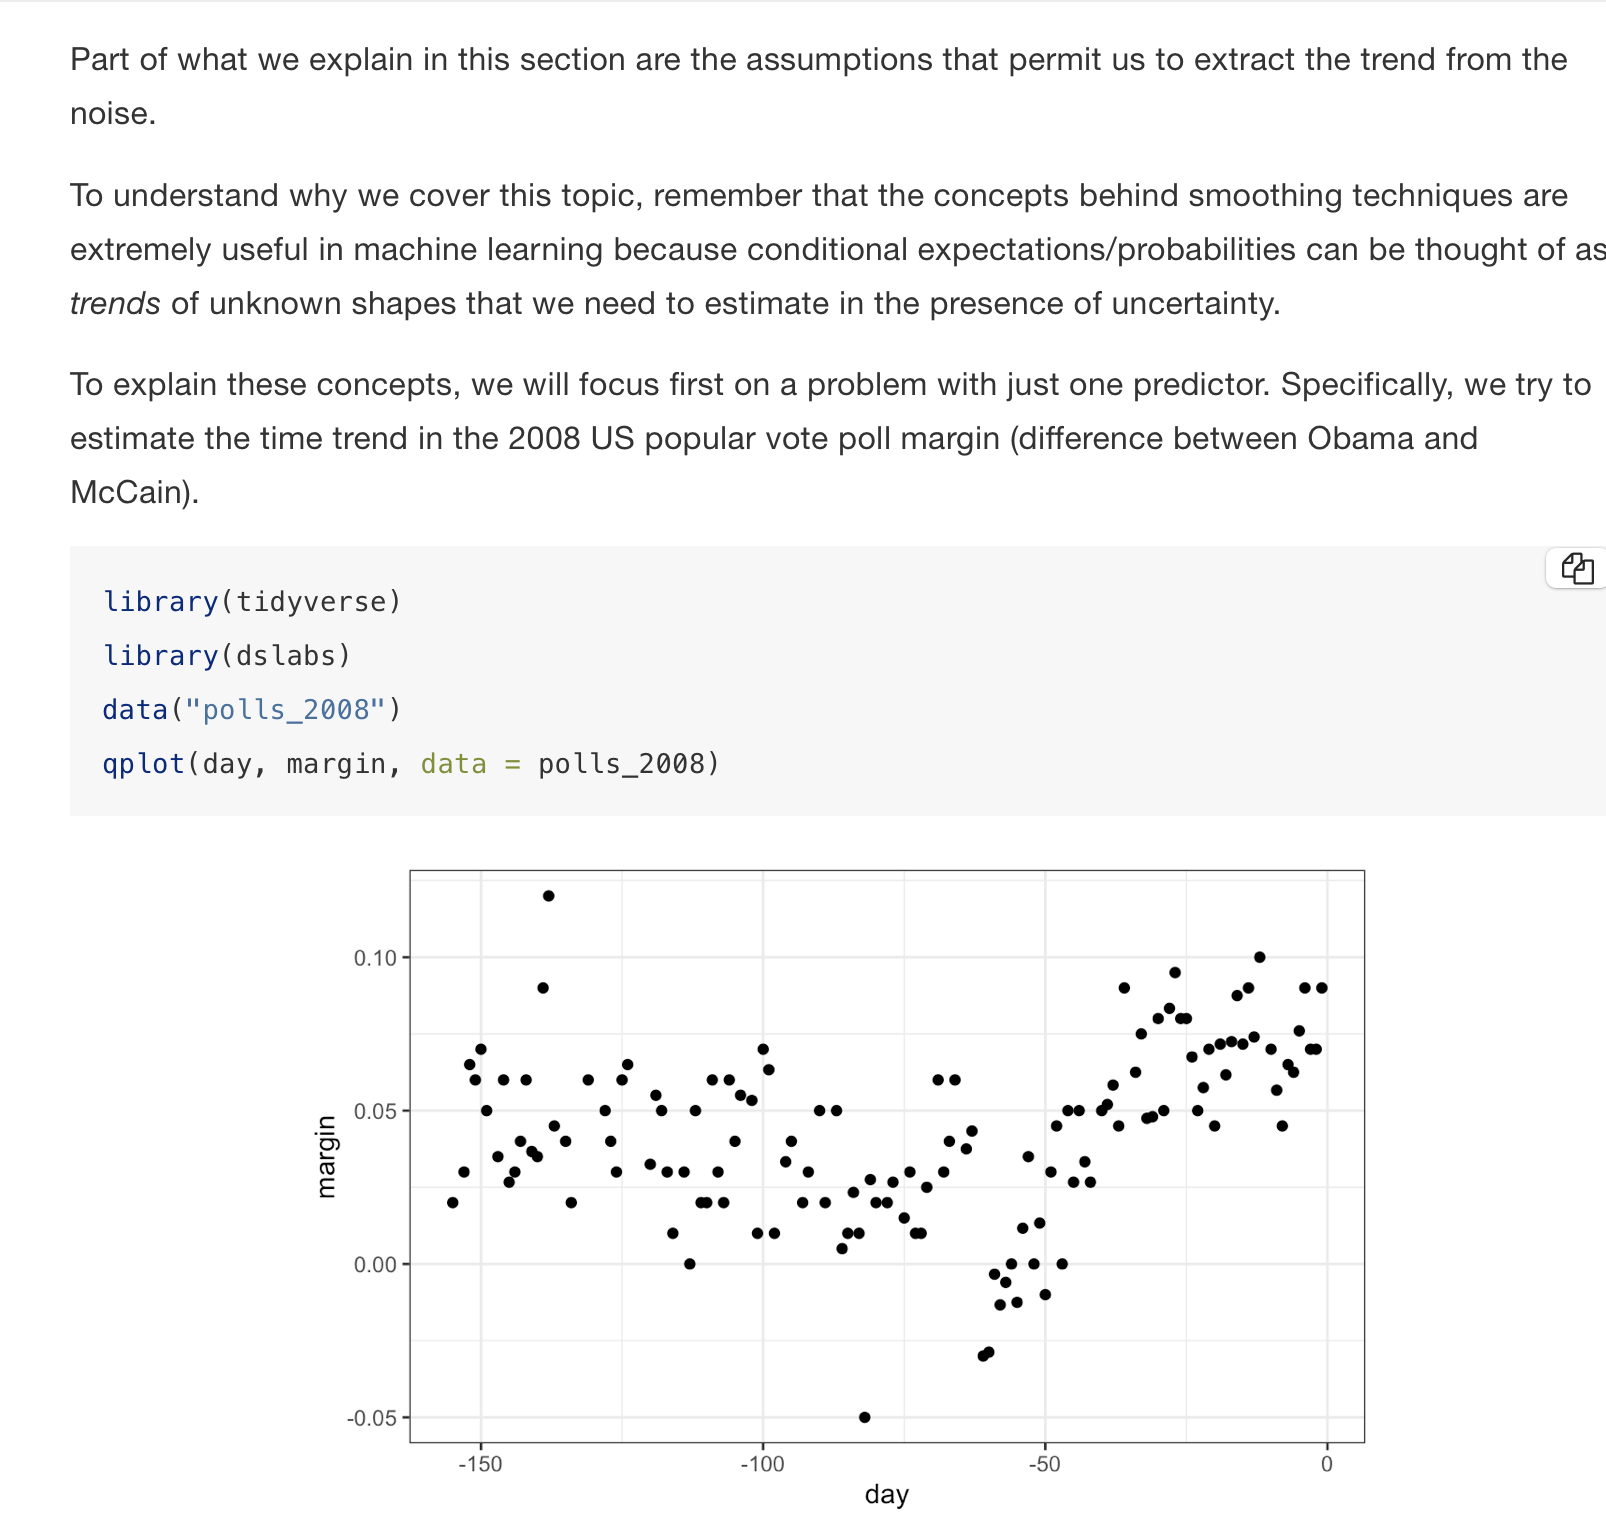 Part of what we explain in this section are the assumptions that permit us to extract the trend from the
noise.
To understand why we cover this topic, remember that the concepts behind smoothing techniques are
extremely useful in machine learning because conditional expectations/probabilities can be thought of as
trends of unknown shapes that we need to estimate in the presence of uncertainty.
To explain these concepts, we will focus first on a problem with just one predictor. Specifically, we try to
estimate the time trend in the 2008 US popular vote poll margin (difference between Obama and
McCain).
library(tidyverse)
library(dslabs)
data("polls_2008")
qplot(day, margin, data = polls_2008)
0.10
0.05
margin
0.00
-0.05
-150 -100 -50 0
day